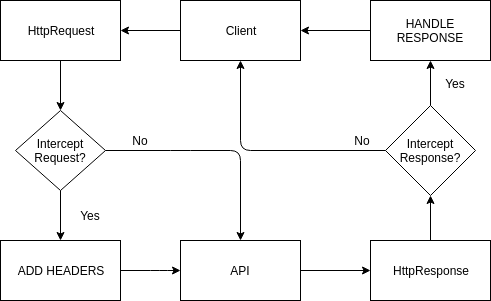 HttpRequest
Client
HANDLE
RESPONSE
Yes
No
No
Intercept
Request?
Intercept
Response?
Yes
ADD HEADERS
API
HttpResponse